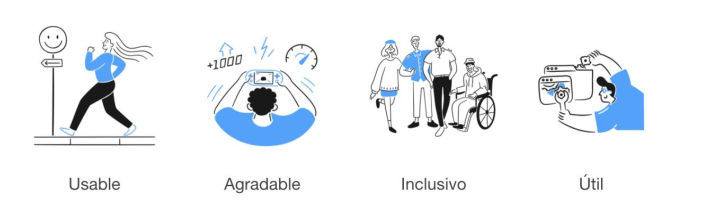 +1000
Usable
Agradable
Inclusivo
Útil